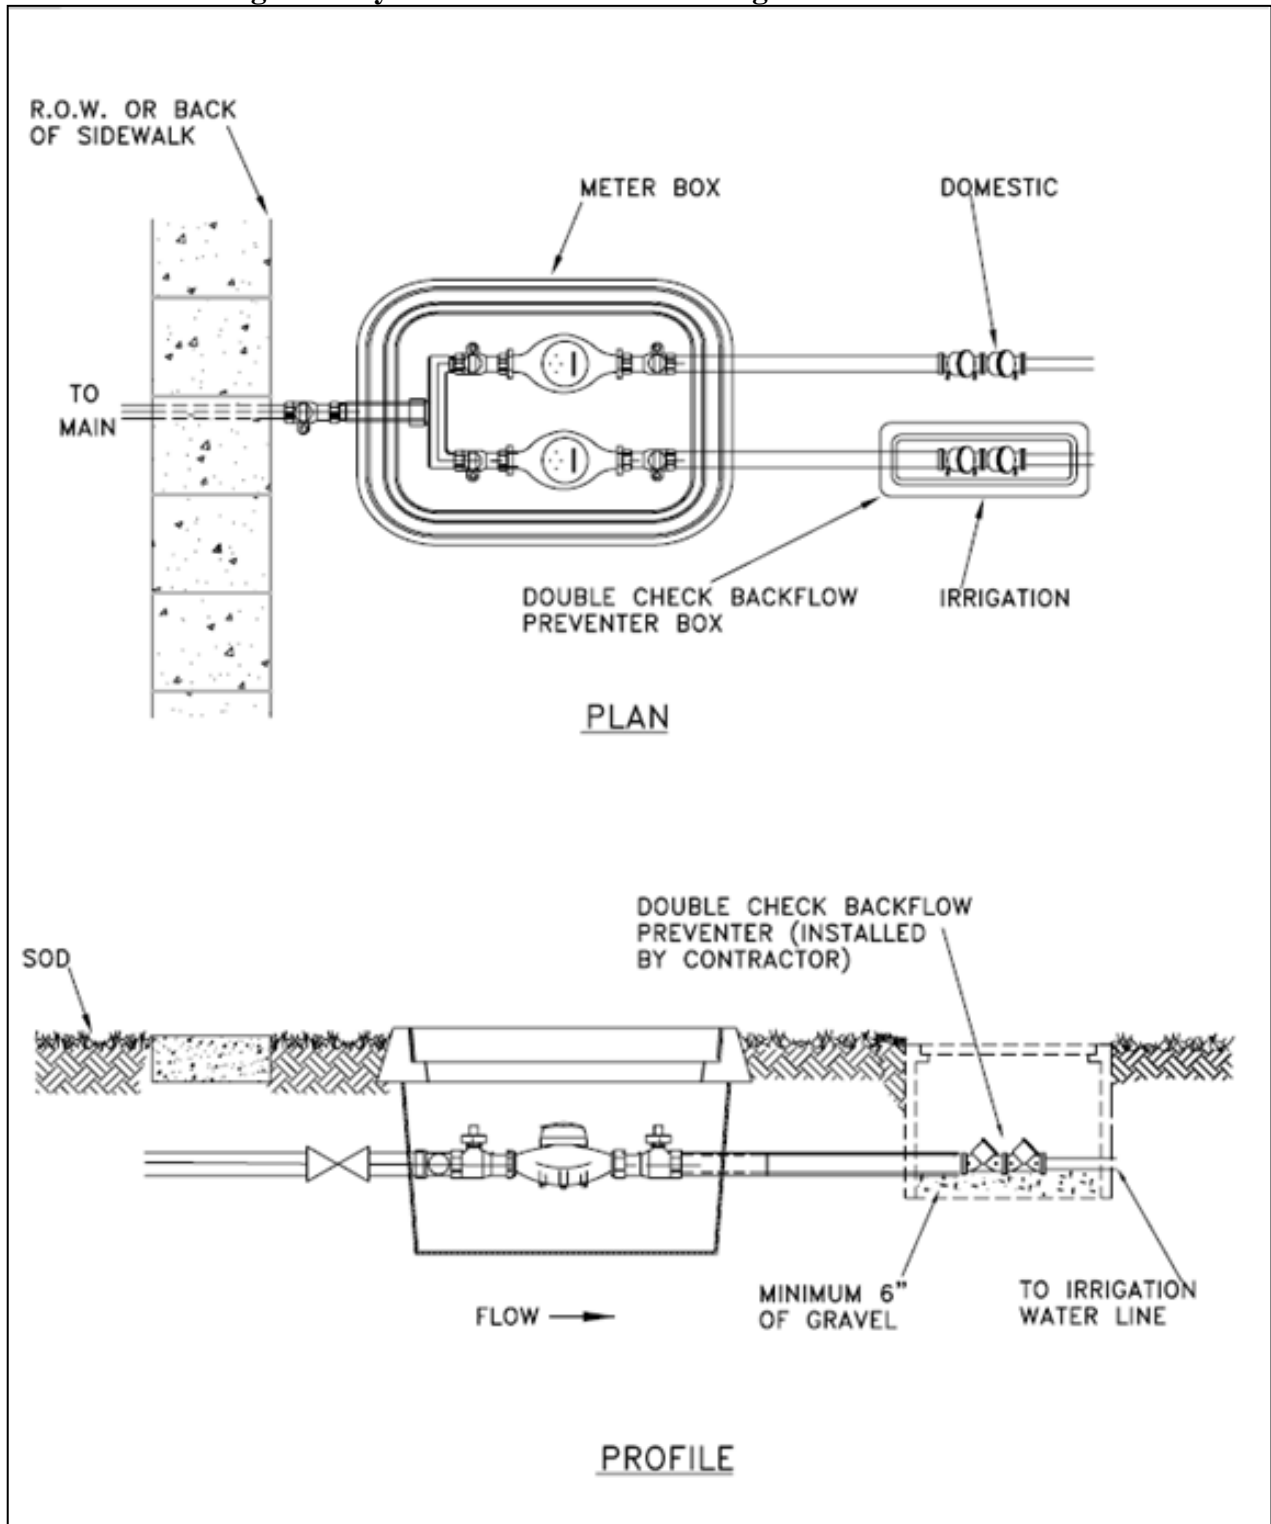 R.O.W. OR BACK
OF SIDEWALK
METER BOX
DOMESTIC
TO
MAIN
DOUBLE CHECK BACKFLOW
PREVENTER BOX
IRRIGATION
PLAN
DOUBLE CHECK BACKFLOW
PREVENTER (INSTALLED
BY CONTRACTOR)
SOD
MINIMUM 6"
OF GRAVEL
TO IRRIGATION
WATER LINE
FLOW
PROFILE